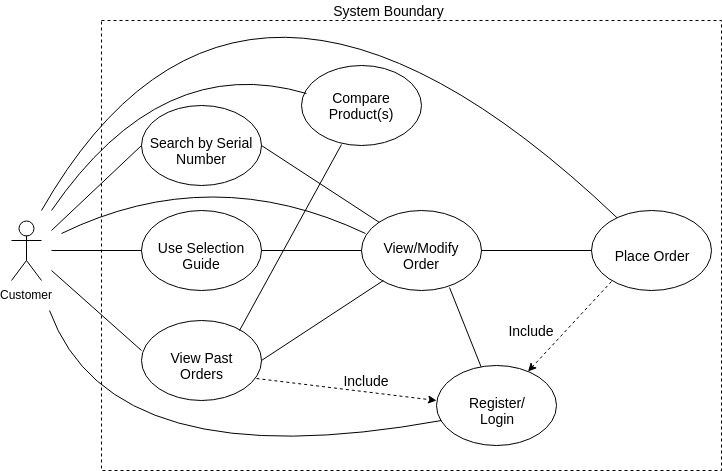 System Boundary
Compare
Product(s)
Search by Serial
Number
Use Selection
Guide
View/Modify
Order
Place Order
Customer
Include
View Past
Orders
Include
Register/
Login